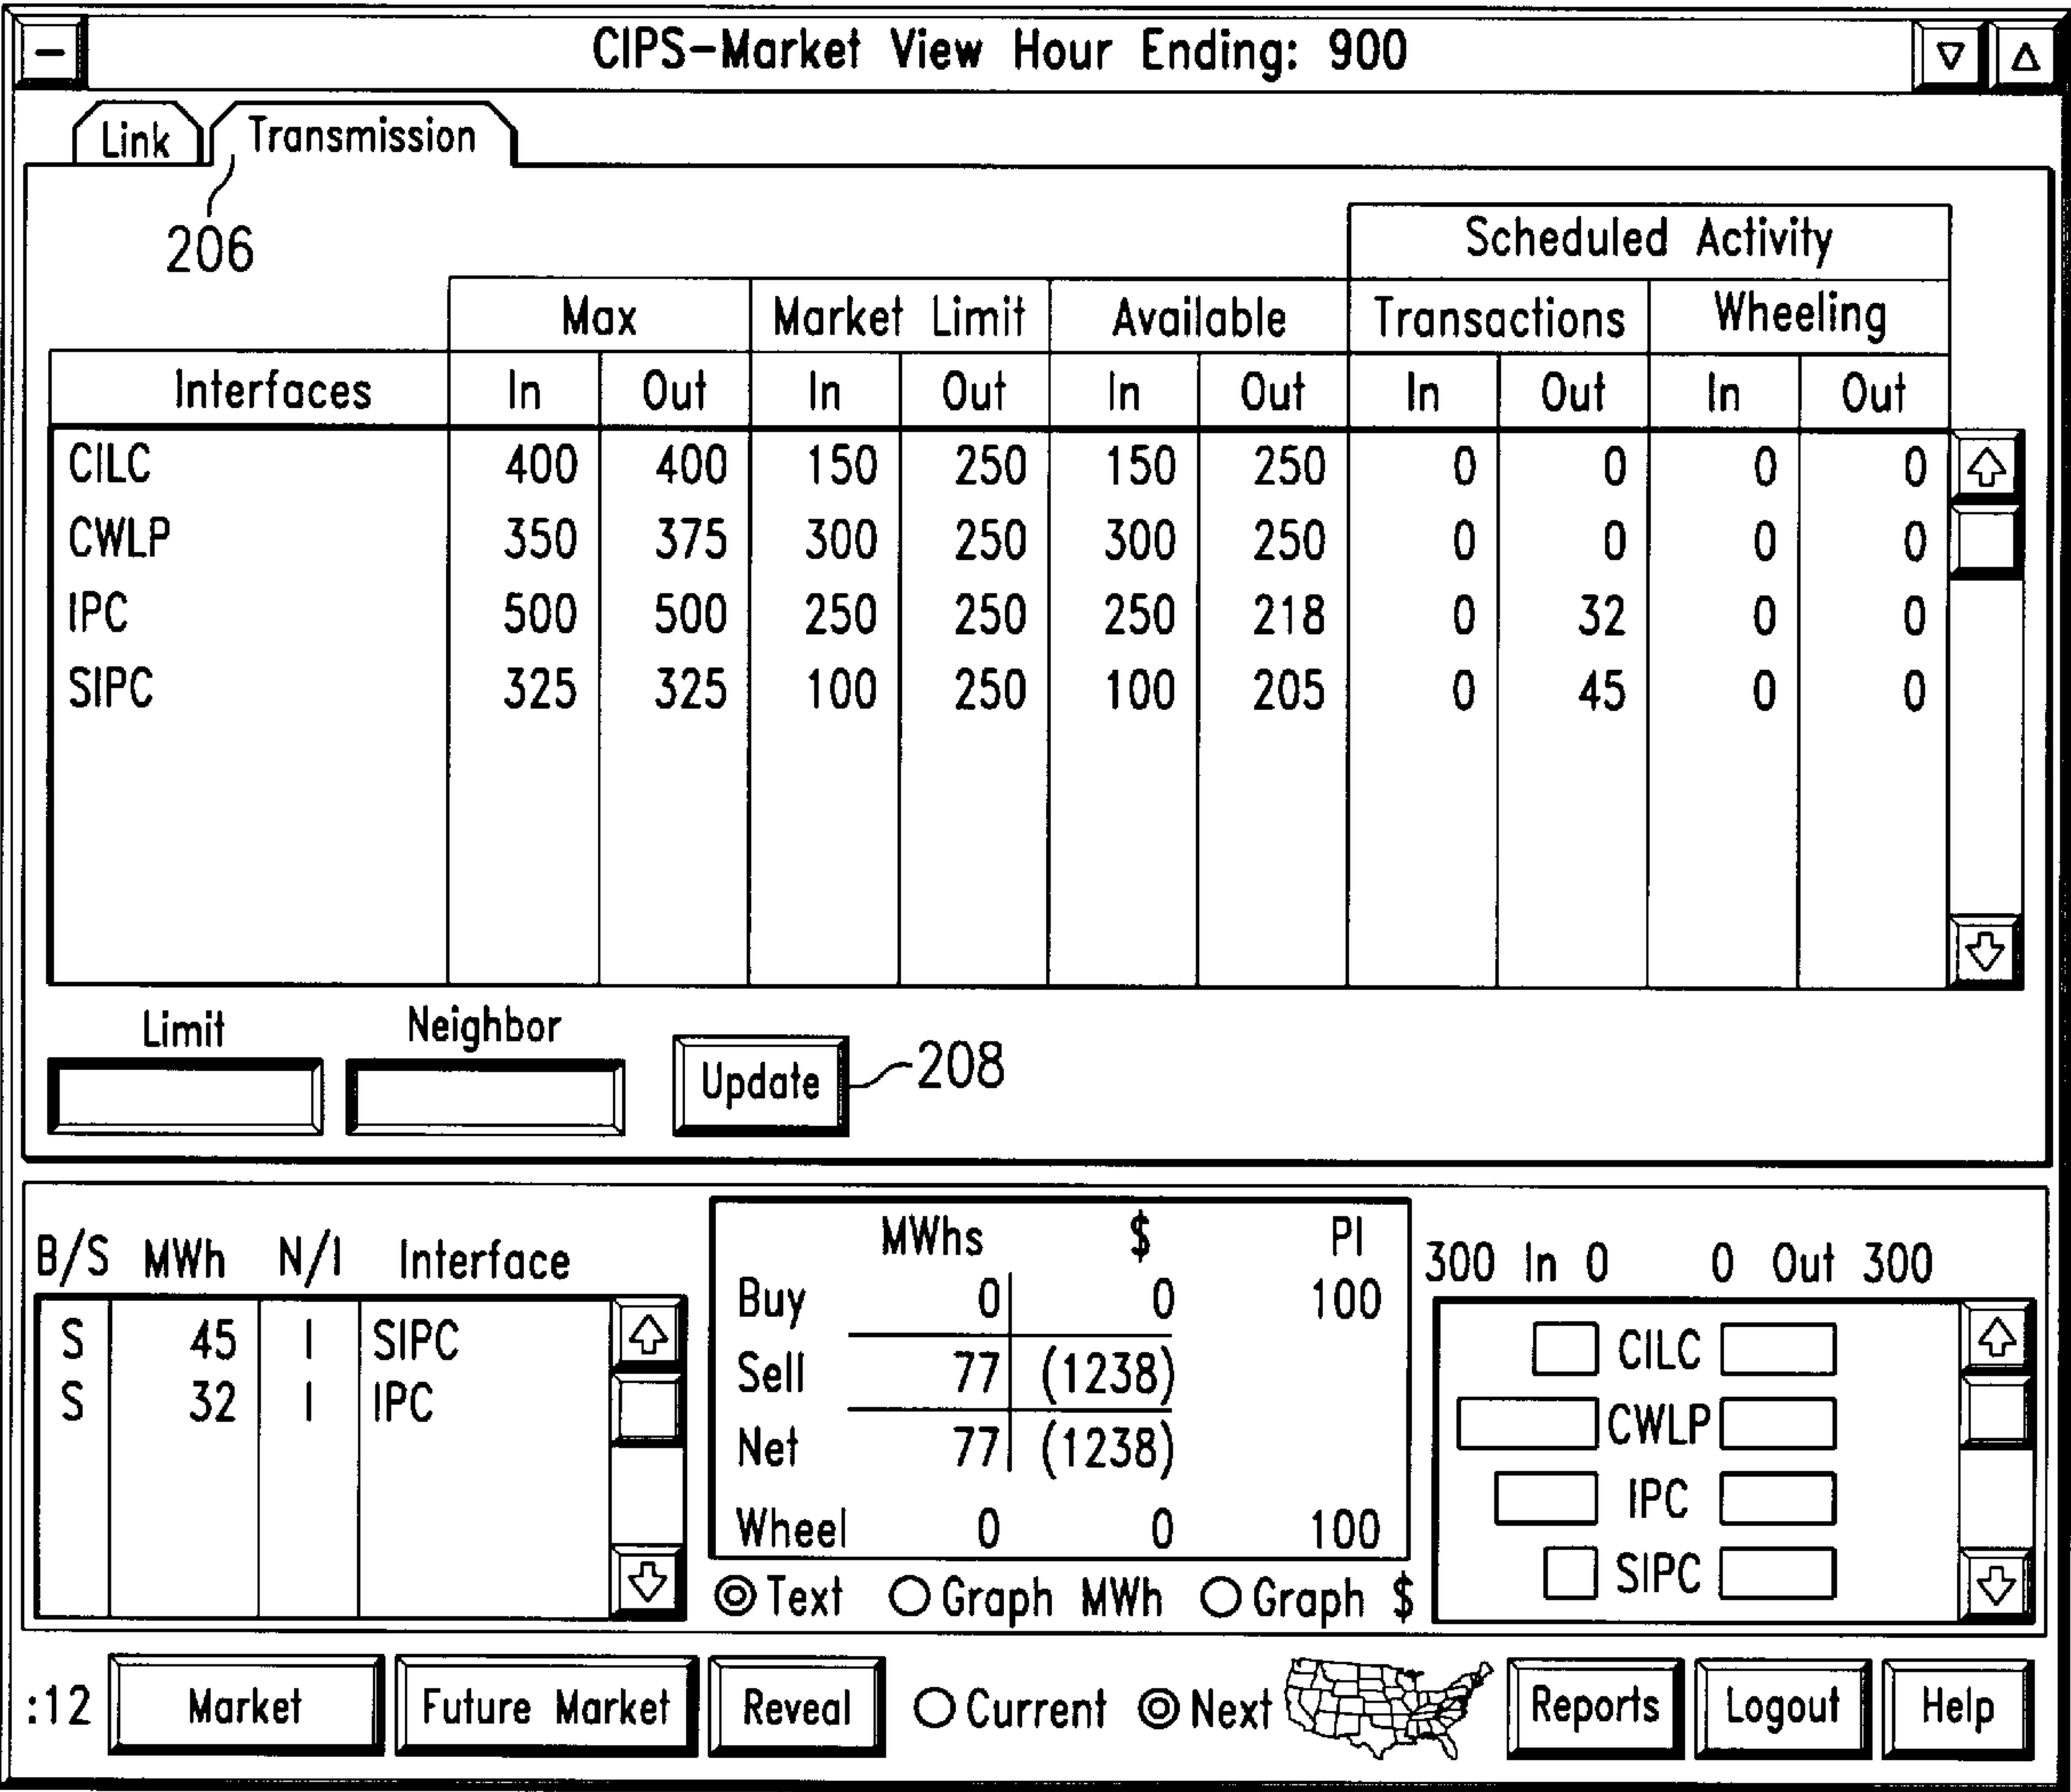 CIPS-Market View Hour Ending: 900
Link Transmission
206
Scheduled Activity
Max Market Limit Available Transactions Wheeling
Interfaces In Out In Out In Out In Out In Out
CILC 400 400 150 250 150 250 0 0 0 0
CWLP 350 375 300 250 300 250 0 0 0 0
IPC 500 500 250 250 250 218 0 32 0 0
SIPC 325 325 100 250 100 205 0 45 0 0
Limit Neighbor
Update 208
B/S MWh N/I Interface
S 45 I SIPC
S 32 I IPC
MWhs $ PI
Buy 0 0 100
Sell 77 (1238)
Net 77 (1238)
Wheel 0 0 100
Text Graph MWh Graph $
300 In 0 0 Out 300
CILC
CWLP
IPC
SIPC
:12 Market Future Market Reveal Current Next Reports Logout Help